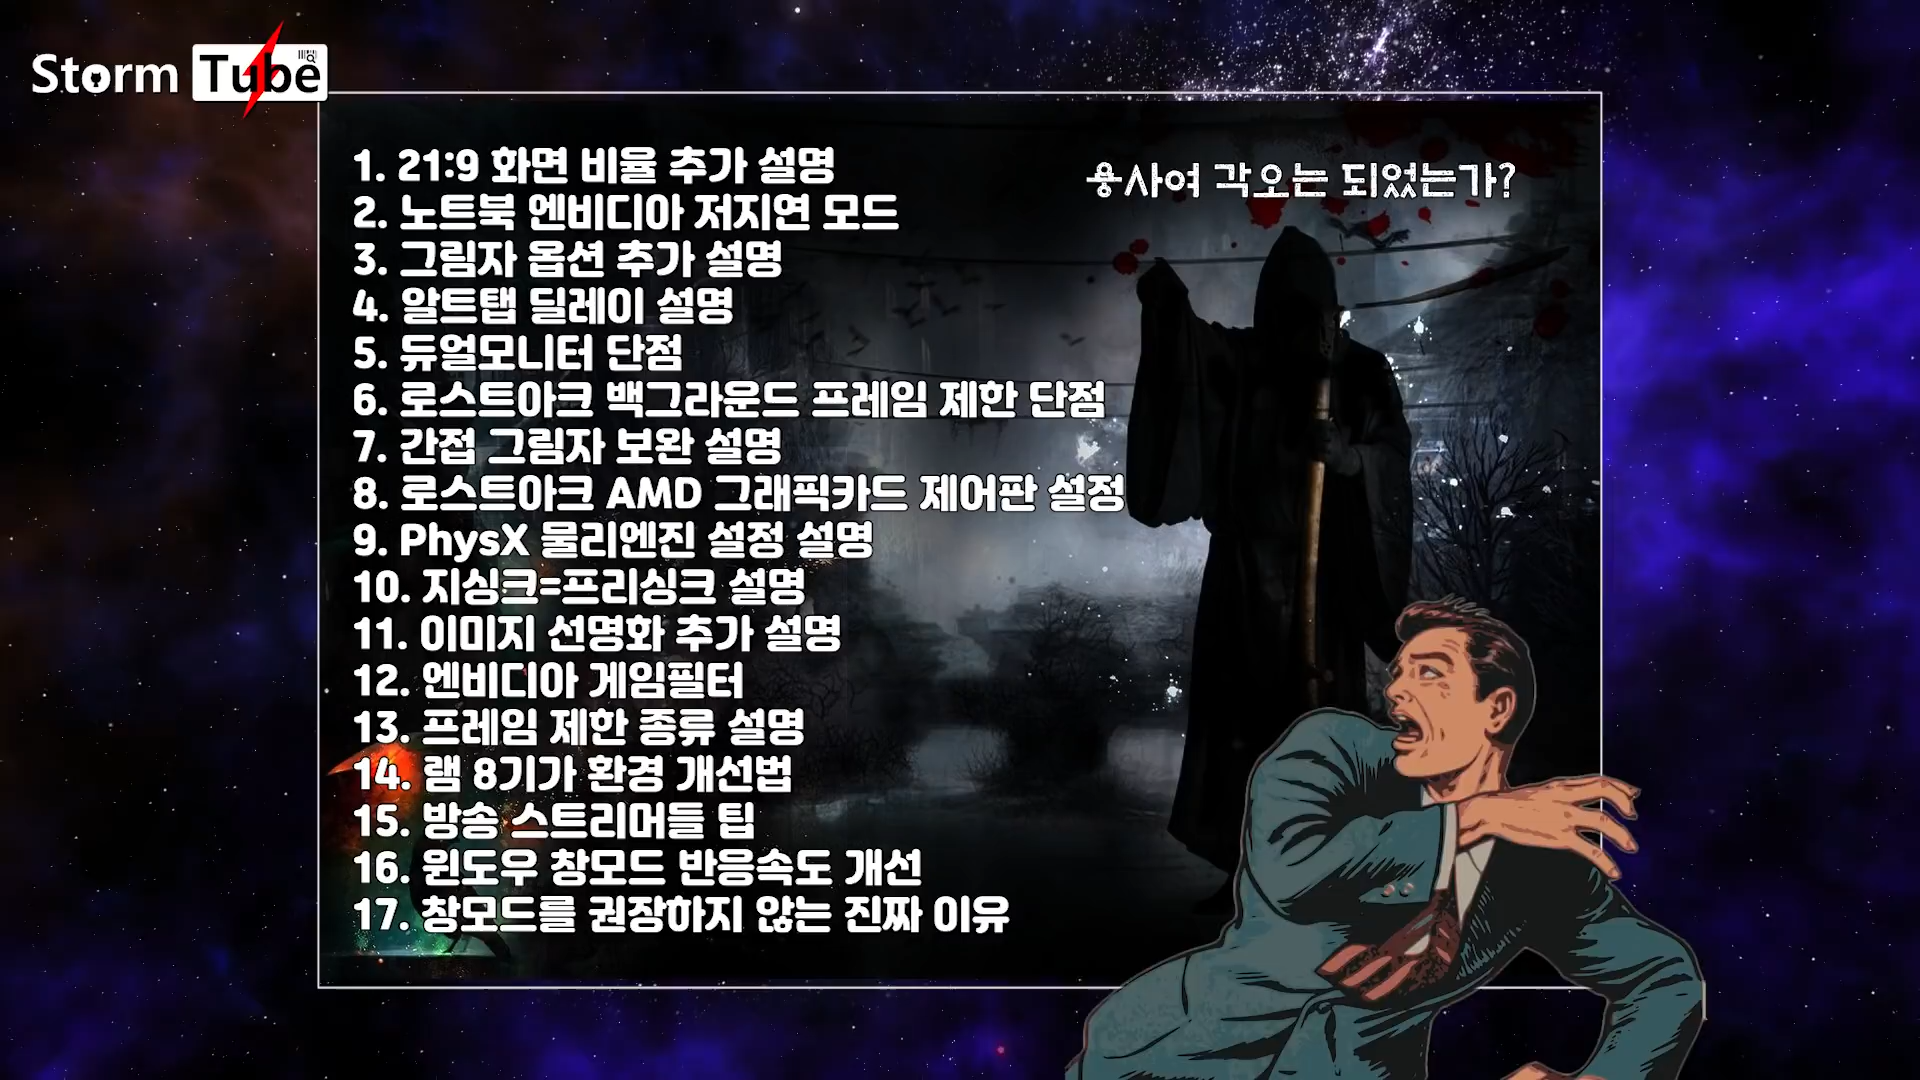 Storm Tube
용사여 각오는 되었는가?
1. 21:9 화면 비율 추가 설명
2. 노트북 엔비디아 저지연 모드
3. 그림자 옵션 추가 설명
4. 알트탭 딜레이 설명
5. 듀얼모니터 단점
6. 로스트아크 백그라운드 프레임 제한 단점
7. 간접 그림자 보완 설명
8. 로스트아크 AMD 그래픽카드 제어판 설정
9. PhysX 물리엔진 설정 설명
10. 지싱크=프리싱크 설명
11. 이미지 선명화 추가 설명
12. 엔비디아 게임필터
13. 프레임 제한 종류 설명
14. 램 8기가 환경 개선법
15. 방송 스트리머들 팁
16. 윈도우 창모드 반응속도 개선
17. 창모드를 권장하지 않는 진짜 이유